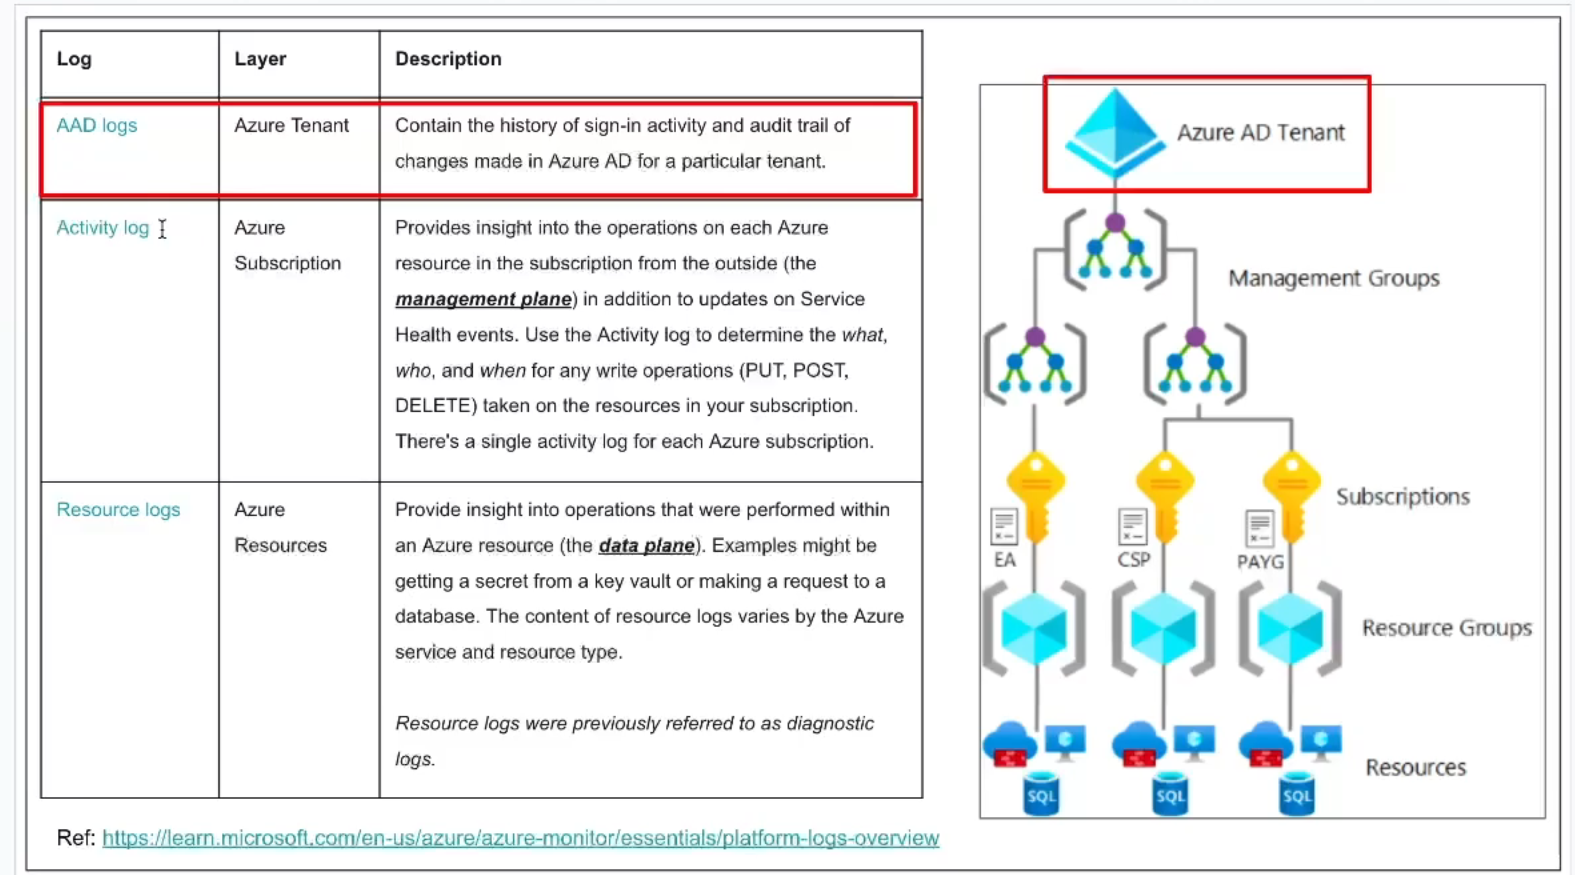 Log Layer Description
AAD logs Azure Tenant Contain the history of sign-in activity and audit trail of
changes made in Azure AD for a particular tenant.
Activity log Azure Provides insight into the operations on each Azure
Subscription resource in the subscription from the outside (the
management plane) in addition to updates on Service
Health events. Use the Activity log to determine the what,
who, and when for any write operations (PUT, POST,
DELETE) taken on the resources in your subscription.
There's a single activity log for each Azure subscription.
Resource logs Azure Provide insight into operations that were performed within
Resources an Azure resource (the data plane). Examples might be
getting a secret from a key vault or making a request to a
database. The content of resource logs varies by the Azure
service and resource type.
Resource logs were previously referred to as diagnostic
logs.
Ref: https://learn.microsoft.com/en-us/azure/azure-monitor/essentials/platform-logs-overview
Azure AD Tenant
Management Groups
Subscriptions
EA CSP PAYG
Resource Groups
Resources
SQL SQL SQL